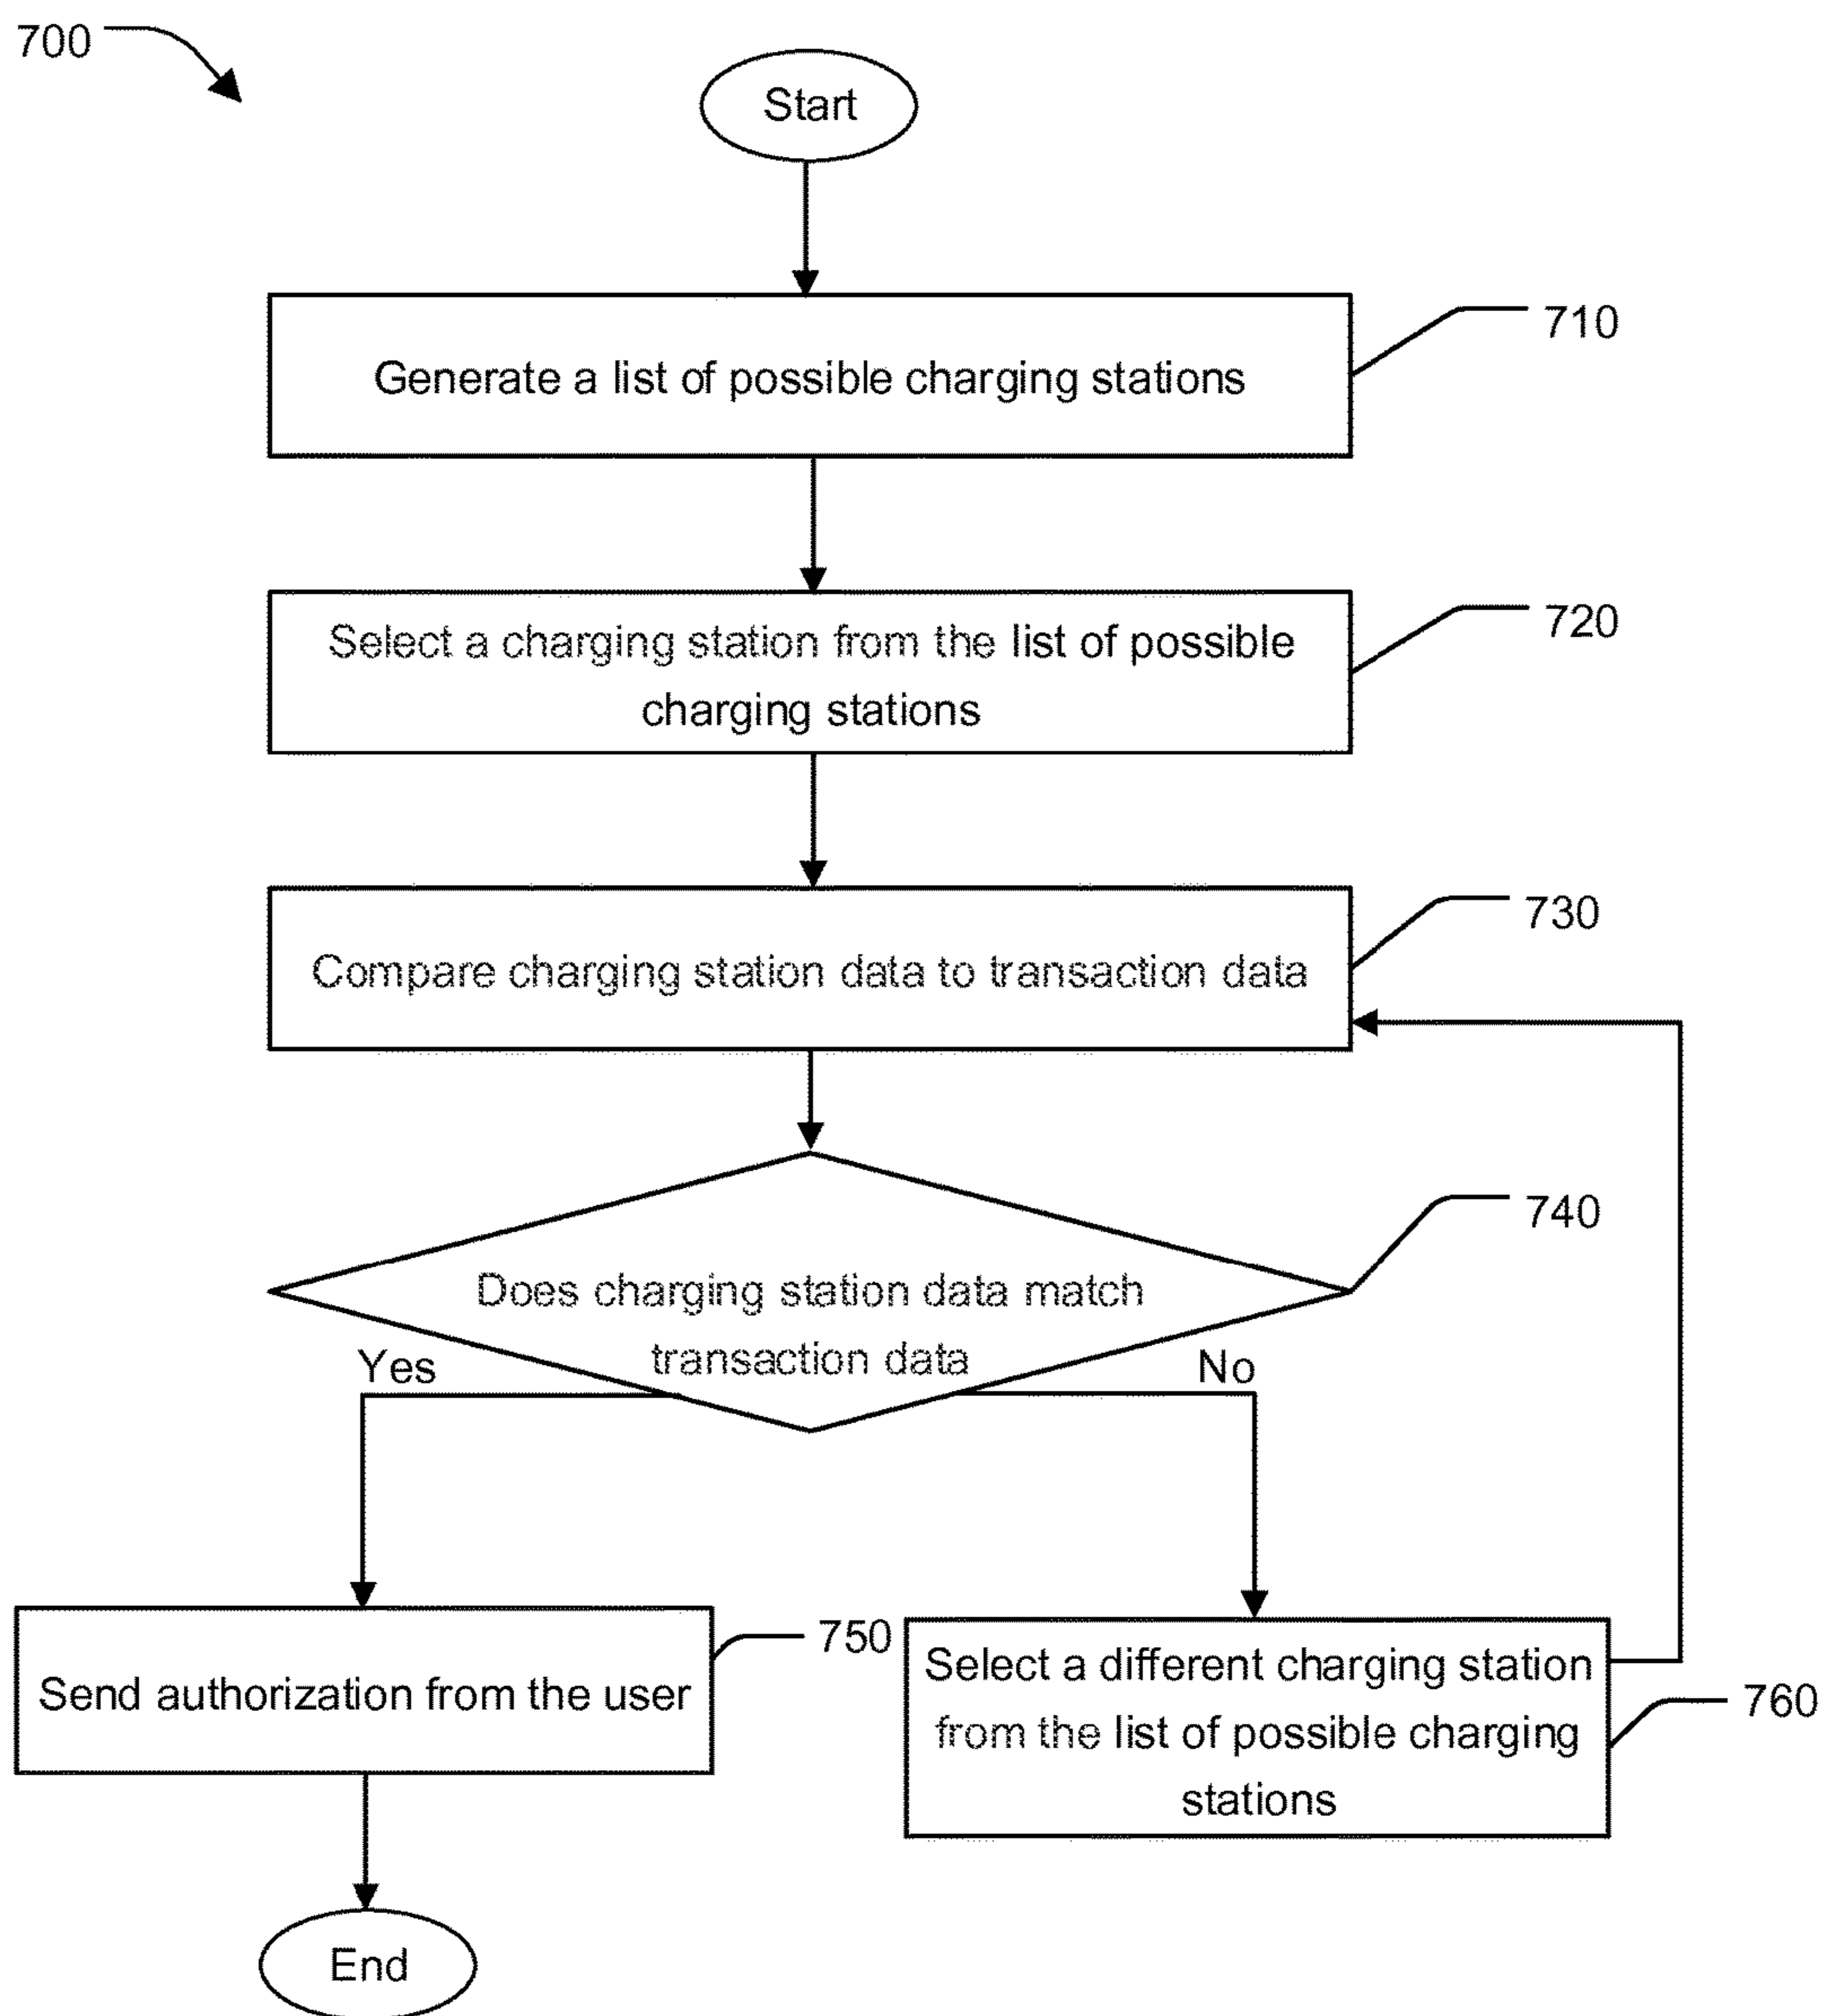 700
Start
Generate a list of possible charging stations
710
Select a charging station from the list of possible
charging stations
720
Compare charging station data to transaction data
730
Does charging station data match
transaction data
740
Yes
No
Send authorization from the user
750
Select a different charging station
from the list of possible charging
stations
760
End